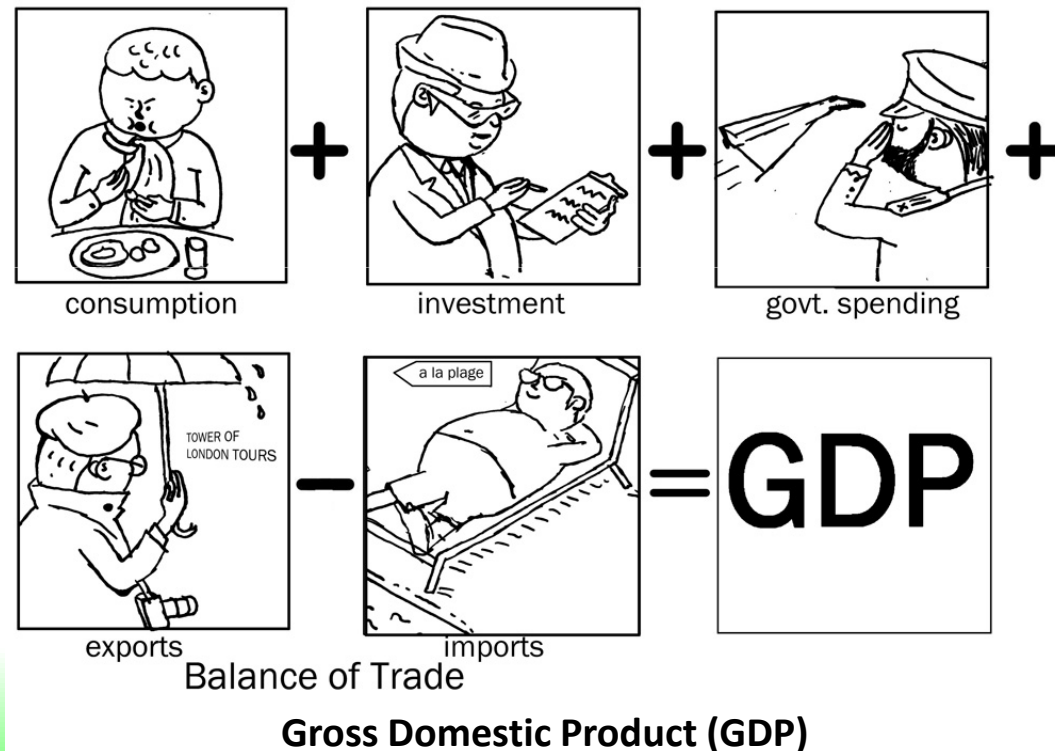 +
+
+
consumption
investment
govt. spending
TOWER OF
LONDON TOURS
-
a la plage
=
GDP
exports
imports
Balance of Trade
Gross Domestic Product (GDP)